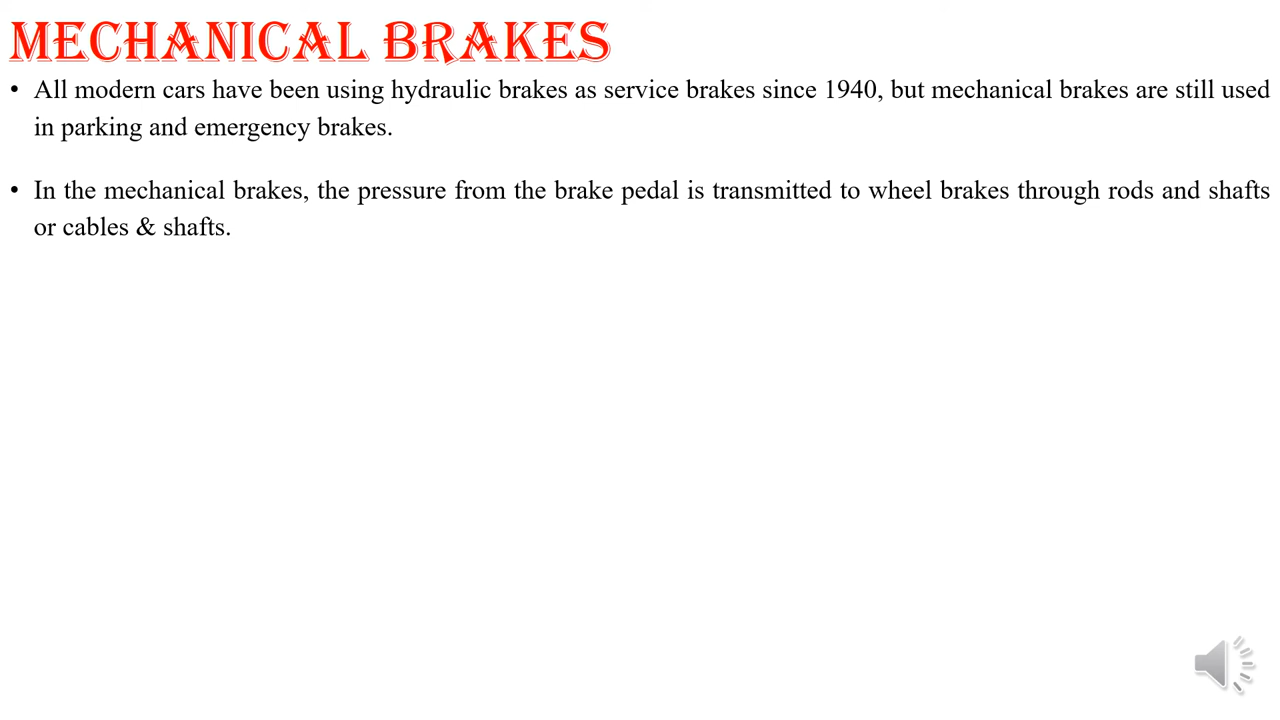 MECHANICAL BRAKES
• All modern cars have been using hydraulic brakes as service brakes since 1940, but mechanical brakes are still used
in parking and emergency brakes.
• In the mechanical brakes, the pressure from the brake pedal is transmitted to wheel brakes through rods and shafts
or cables & shafts.